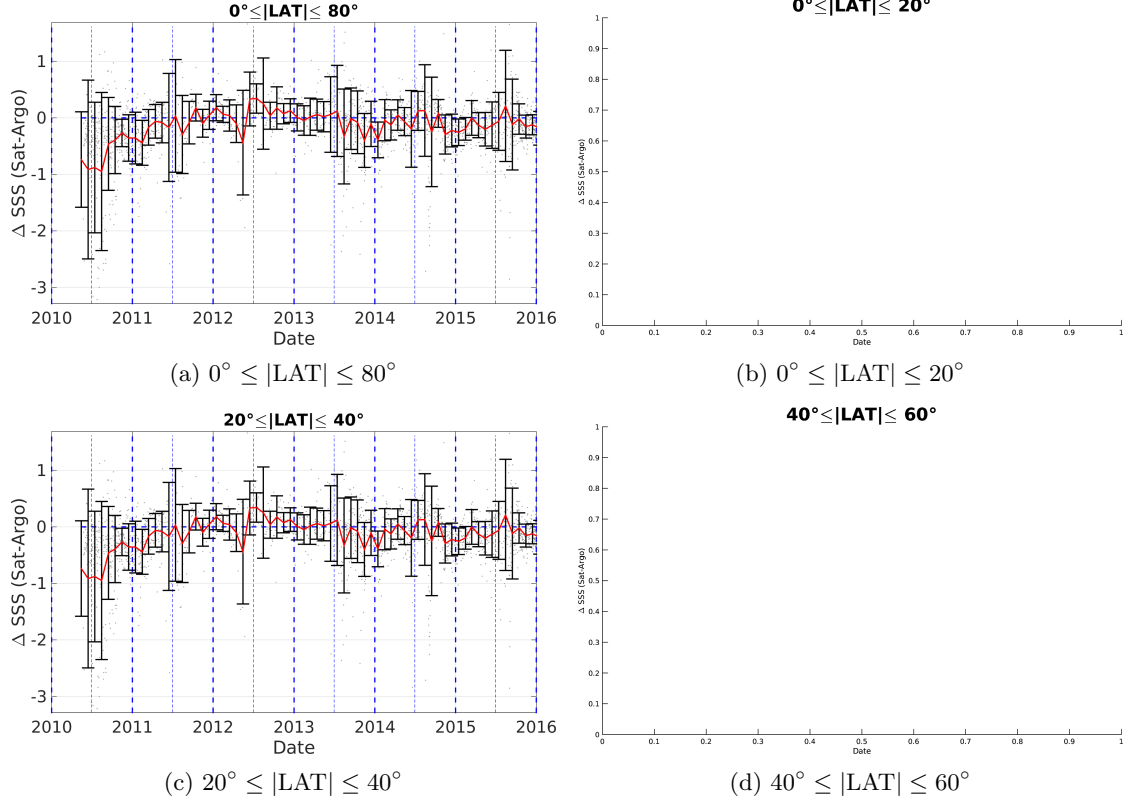 0°≤|LAT|≤ 80°
Δ SSS (Sat-Argo)
1
0
-1
-2
-3
2010 2011 2012 2013 2014 2015 2016
Date
(a) 0° ≤ |LAT| ≤ 80°
0°≤|LAT|≤ 20°
Δ SSS (Sat-Argo)
1
0.9
0.8
0.7
0.6
0.5
0.4
0.3
0.2
0.1
0
0 0.1 0.2 0.3 0.4 0.5 0.6 0.7 0.8 0.9 1
Date
(b) 0° ≤ |LAT| ≤ 20°
20°≤|LAT|≤ 40°
Δ SSS (Sat-Argo)
1
0
-1
-2
-3
2010 2011 2012 2013 2014 2015 2016
Date
(c) 20° ≤ |LAT| ≤ 40°
40°≤|LAT|≤ 60°
Δ SSS (Sat-Argo)
1
0.9
0.8
0.7
0.6
0.5
0.4
0.3
0.2
0.1
0
0 0.1 0.2 0.3 0.4 0.5 0.6 0.7 0.8 0.9 1
Date
(d) 40° ≤ |LAT| ≤ 60°